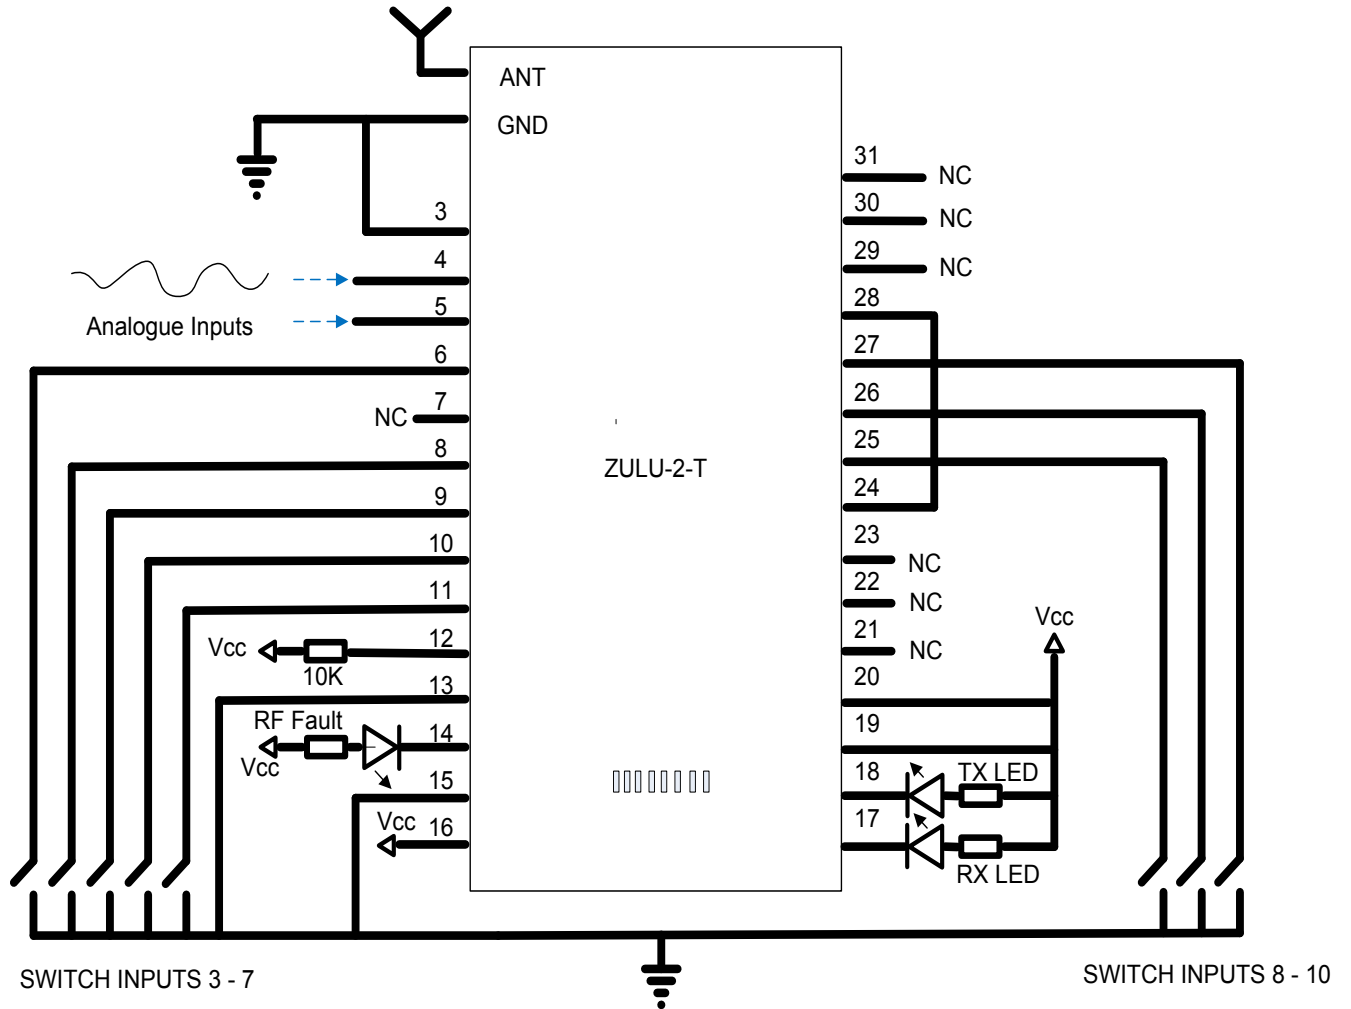 ANT
GND
31
NC
30
NC
3
29
NC
4
28
Analogue Inputs
5
27
6
26
NC
7
25
8
ZULU-2-T
24
9
23
NC
10
22
NC
11
21
NC
Vcc
Vcc
12
10K
20
13
RF Fault
19
14
Vcc
18
TX LED
15
17
Vcc
16
RX LED
SWITCH INPUTS 3 - 7
SWITCH INPUTS 8 - 10